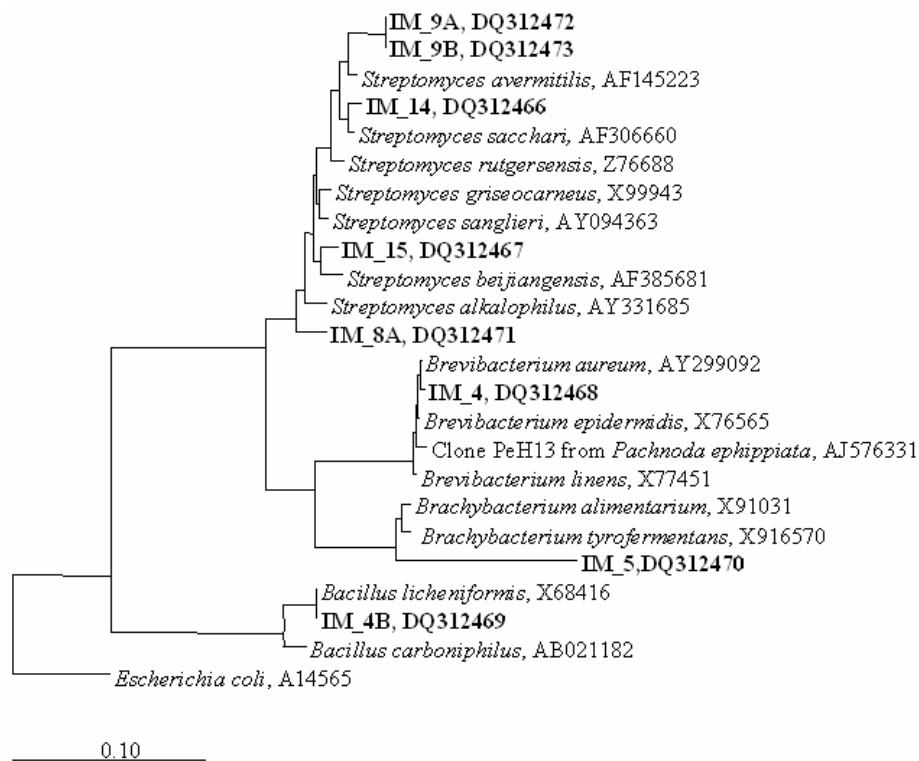 IM_9A, DQ312472
IM_9B, DQ312473
Streptomyces avermitilis, AF145223
IM_14, DQ312466
Streptomyces sacchari, AF306660
Streptomyces rutgersensis, Z76688
Streptomyces griseocarneus, X99943
Streptomyces sanglieri, AY094363
IM_15, DQ312467
Streptomyces beijiangensis, AF385681
Streptomyces alkalophilus, AY331685
IM_8A, DQ312471
Brevibacterium aureum, AY299092
IM_4, DQ312468
Brevibacterium epidermidis, X76565
Clone PeH13 from Pachnoda ephippiata, AJ576331
Brevibacterium linens, X77451
Brachybacterium alimentarium, X91031
Brachybacterium tyrofermentans, X916570
IM_5,DQ312470
Bacillus licheniformis, X68416
IM_4B, DQ312469
Bacillus carboniphilus, AB021182
Escherichia coli, A14565
0.10